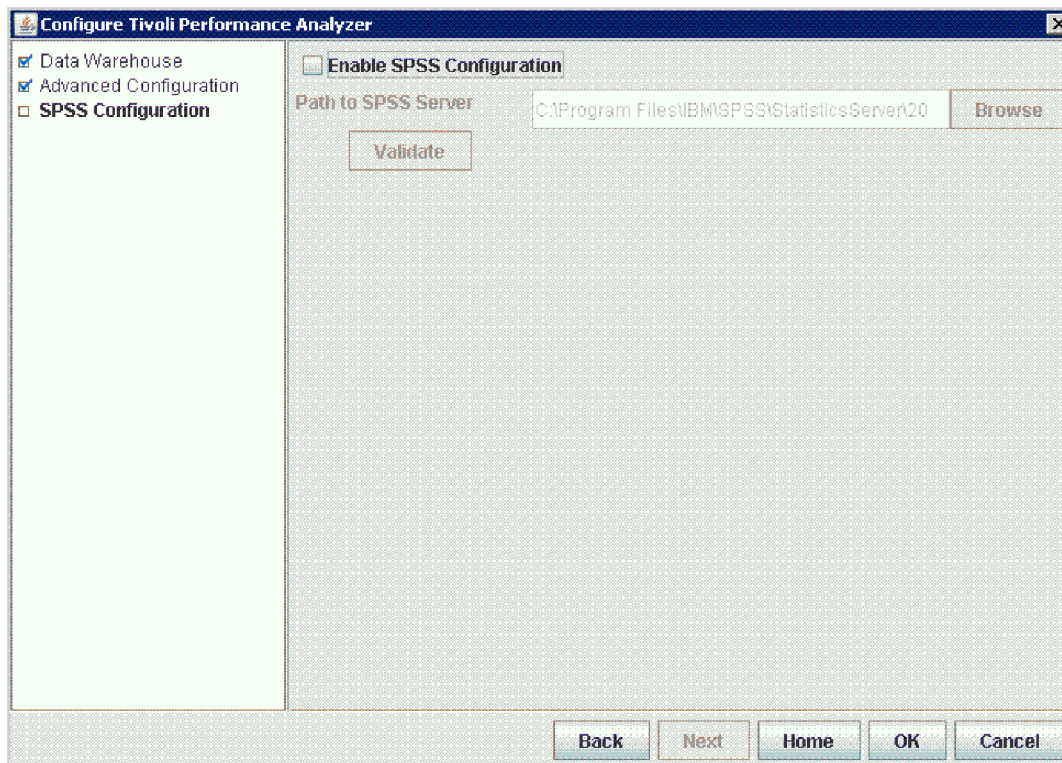 Configure Tivoli Performance Analyzer
Data Warehouse
Advanced Configuration
SPSS Configuration
Enable SPSS Configuration
Path to SPSS Server
C:\Program Files\IBM\SPSS\StatisticsServer\20
Browse
Validate
Back
Next
Home
OK
Cancel